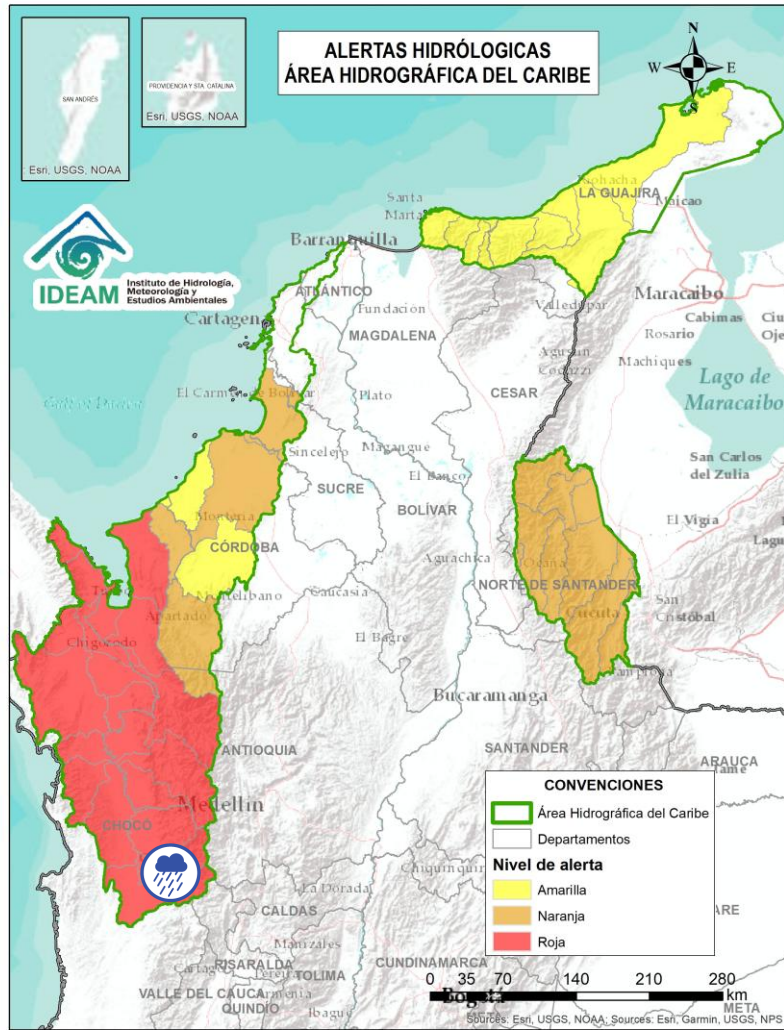 ALERTAS HIDRÓLOGICAS
ÁREA HIDROGRÁFICA DEL CARIBE
N
W
E
S
SAN ANDRÉS
Esri, USGS, NOAA
PROVIDENCIA Y STA. CATALINA
Esri, USGS, NOAA
IDEAM
Instituto de Hidrología,
Meteorología y
Estudios Ambientales
Santa
Marta
Riohacha
LA GUAJIRA
Maicao
Barranquilla
ATLÁNTICO
Fundación
Valledupar
Maracaibo
Cabimas
Cartagen
MAGDALENA
Rosario
Agustín
Codazzi
Machiques
CESAR
Lago de
Maracaibo
El Carmen de Bolívar
Plato
Sincelejo
Magangue
San Carlos
del Zulia
El Banco
SUCRE
BOLÍVAR
Montería
El Vigía
CÓRDOBA
Aguachica
Ocaña
NORTE DE SANTANDER
Montelíbano
Caucasia
Cúcuta
San
Cristóbal
Apartadó
Chigorodó
El Bagre
Bucaramanga
ANTIOQUIA
SANTANDER
ARAUCA
Medellín
CHOCÓ
La Dorada
CALDAS
Manizales
RISARALDA
TOLIMA
CUNDINAMARCA
VALLE DEL CAUCA
QUINDÍO
Ibagué
Bogotá
META
META
CONVENCIONES
Área Hidrográfica del Caribe
Departamentos
Nivel de alerta
Amarilla
Naranja
Roja
0 35 70 140 210 280
km
Sources: Esri, USGS, NOAA; Sources: Esri, Garmin, USGS, NPS